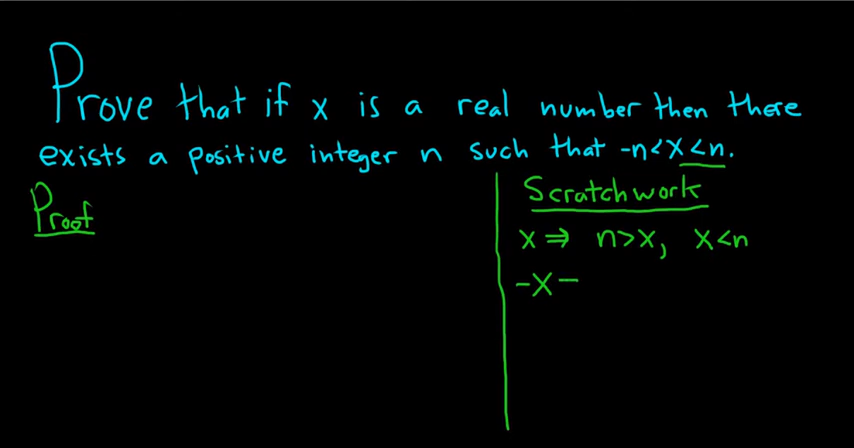 Prove that if x is a real number then there
exists a positive integer n such that -n<x<n.
Proof
Scratchwork
x ⇒ n>x, x<n
-x-